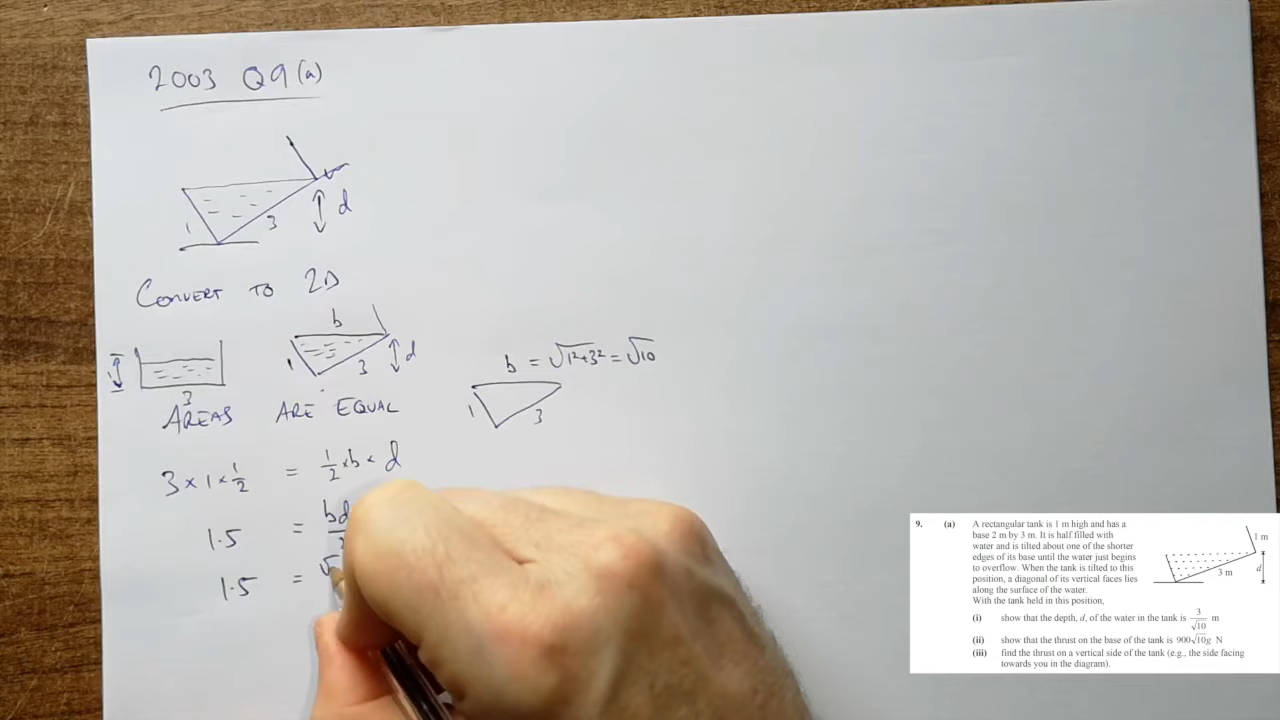 2003 Q9(a)
1 3 d
CONVERT TO 2D
b
1 3 d
3
b = √1²+3² = √10
1 3
AREAS ARE EQUAL
3 × 1 × 1/2 = 1/2 × b × d
1.5 = bd
1.5 = √
9. (a) A rectangular tank is 1 m high and has a
base 2 m by 3 m. It is half filled with
water and is tilted about one of the shorter
edges of its base until the water just begins
to overflow. When the tank is tilted to this
position, a diagonal of its vertical faces lies
along the surface of the water.
With the tank held in this position,
1 m
3 m
d
(i) show that the depth, d, of the water in the tank is 3/√10 m
(ii) show that the thrust on the base of the tank is 900√10g N
(iii) find the thrust on a vertical side of the tank (e.g., the side facing
towards you in the diagram).